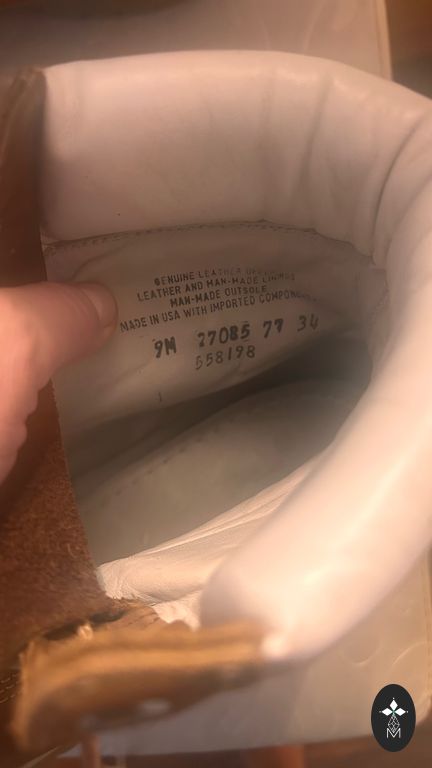 GENUINE LEATHER UPPER
LEATHER AND MAN-MADE LININGS
MAN-MADE OUTSOLE
MADE IN USA WITH IMPORTED COMPONENTS
9M 27085 77 34
558198
M